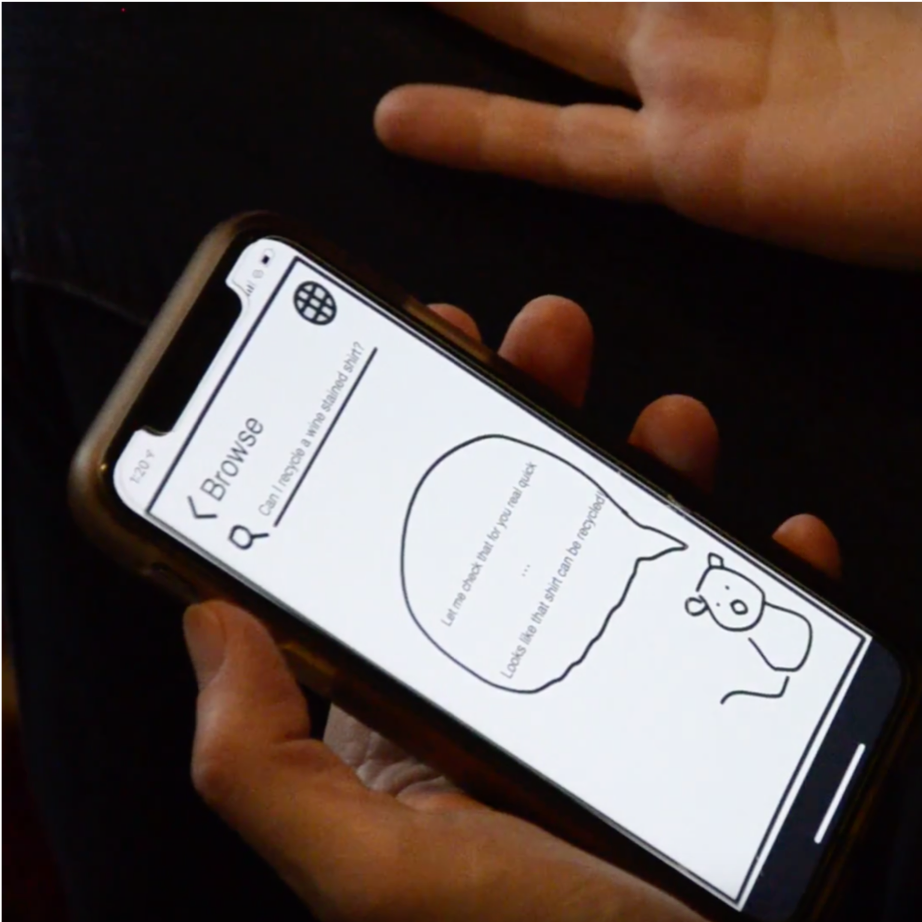 1:20
Browse
Can I recycle a wine stained shirt?
Let me check that for you real quick
...
Looks like that shirt can be recycled!